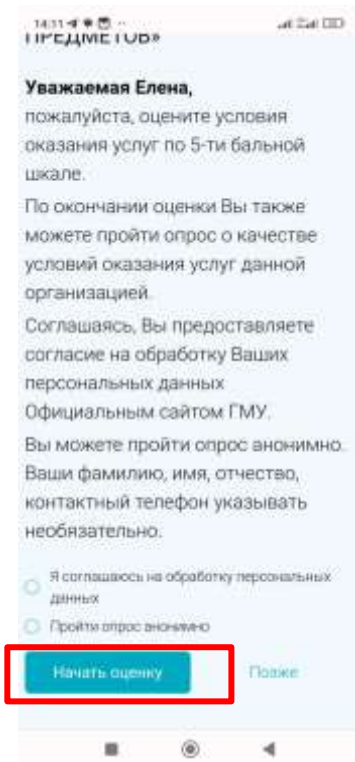 14:11
ПРЕДМЕТОВ»
Уважаемая Елена,
пожалуйста, оцените условия
оказания услуг по 5-ти бальной
шкале.
По окончании оценки Вы также
можете пройти опрос о качестве
условий оказания услуг данной
организацией.
Соглашаясь, Вы предоставляете
согласие на обработку Ваших
персональных данных
Официальным сайтом ГМУ.
Вы можете пройти опрос анонимно.
Ваши фамилию, имя, отчество,
контактный телефон указывать
необязательно.
Я соглашаюсь на обработку персональных
данных
Пройти опрос анонимно
Начать оценку
Позже